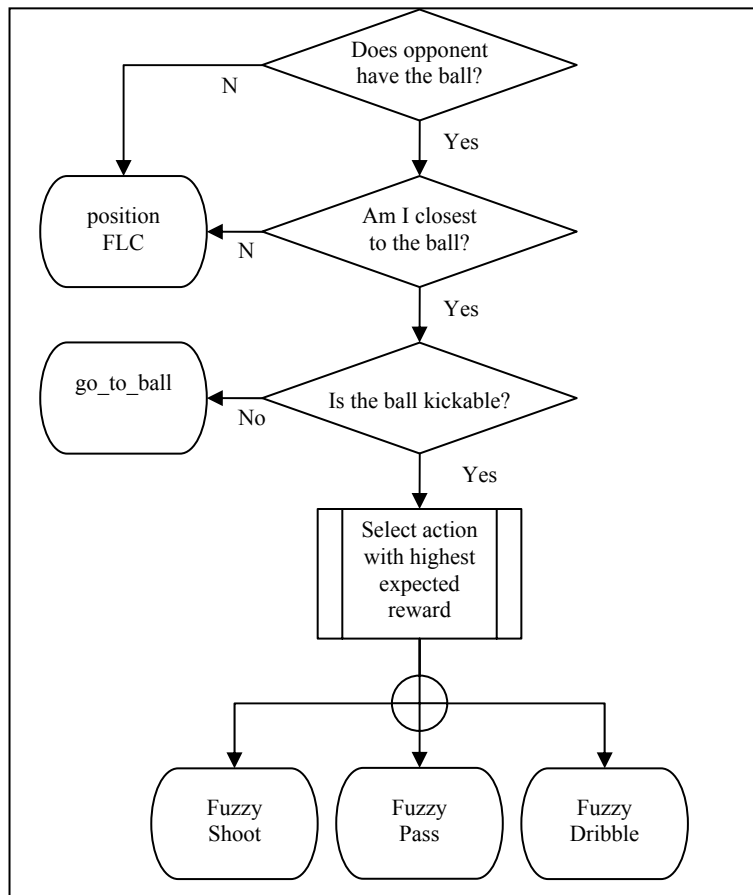 Does opponent
have the ball?
N
Yes
position
FLC
Am I closest
to the ball?
N
Yes
go_to_ball
Is the ball kickable?
No
Yes
Select action
with highest
expected
reward
Fuzzy
Shoot
Fuzzy
Pass
Fuzzy
Dribble